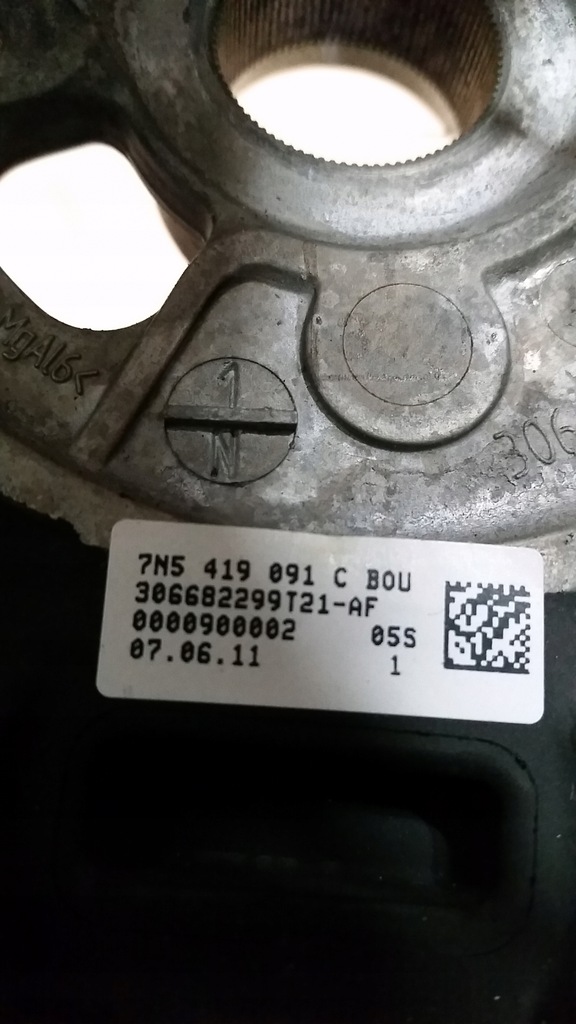 MgAl6<
1
N
306
7N5 419 091 C BOU
306682299T21-AF
0000900002 05S
07.06.11 1